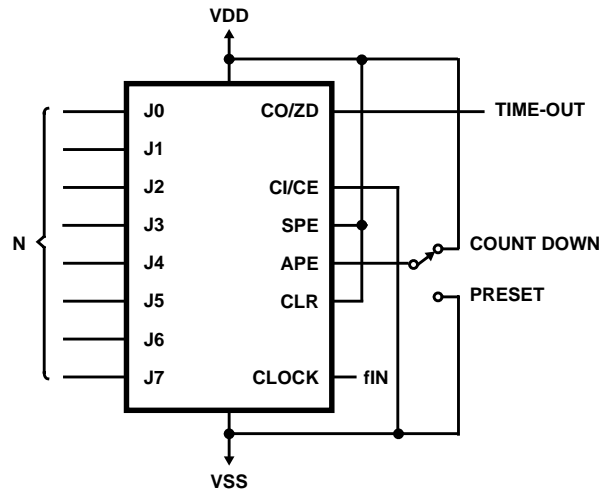 VDD
J0 CO/ZD TIME-OUT
J1
J2 CI/CE
J3 SPE
N J4 APE COUNT DOWN
J5 CLR PRESET
J6
J7 CLOCK fIN
VSS